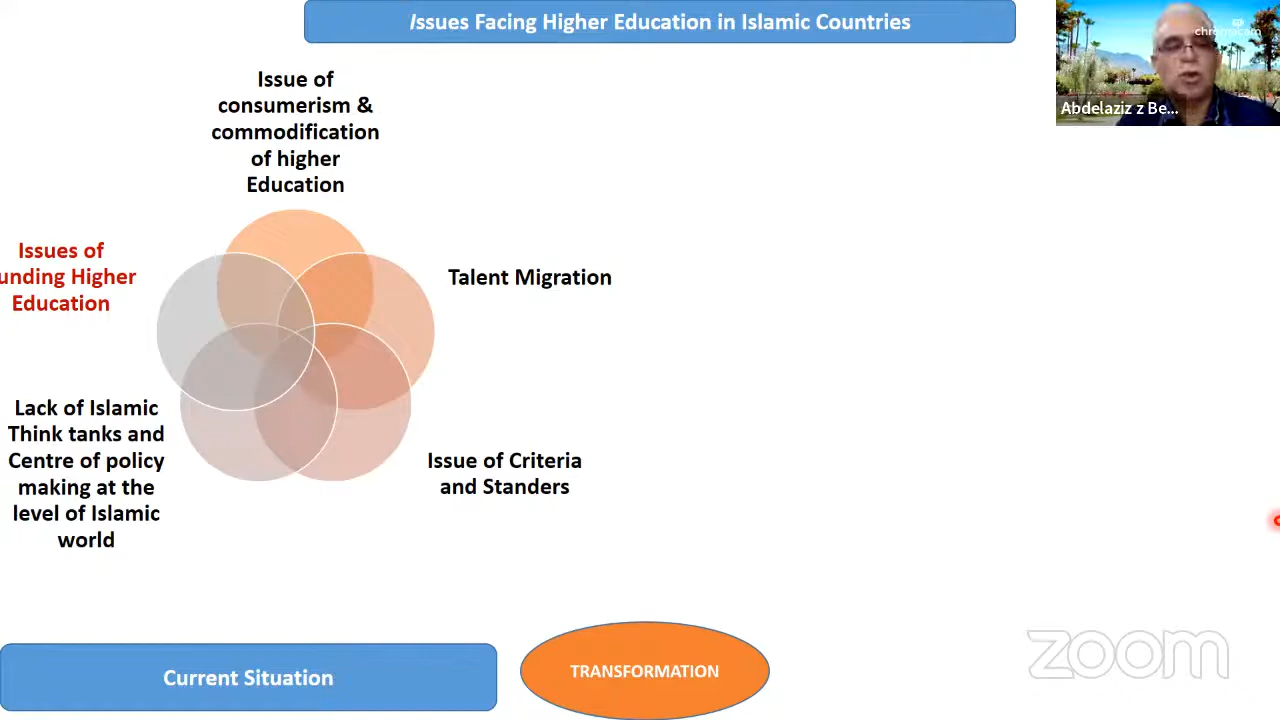 Issues Facing Higher Education in Islamic Countries
chromacam
Abdelaziz z Be...
Issue of
consumerism &
commodification
of higher
Education
Issues of
unding Higher
Education
Talent Migration
Lack of Islamic
Think tanks and
Centre of policy
making at the
level of Islamic
world
Issue of Criteria
and Standers
Current Situation
TRANSFORMATION
zoom